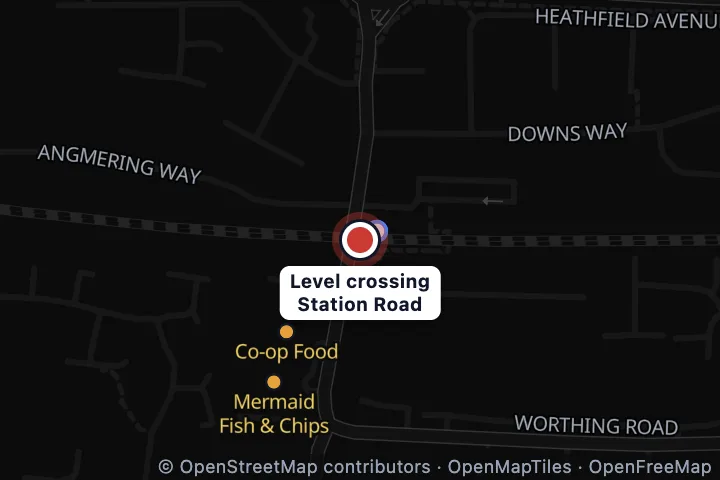 HEATHFIELD AVENU
DOWNS WAY
ANGMERING WAY
Level crossing
Station Road
Co-op Food
Mermaid
Fish & Chips
WORTHING ROAD
© OpenStreetMap contributors · OpenMapTiles · OpenFreeMap